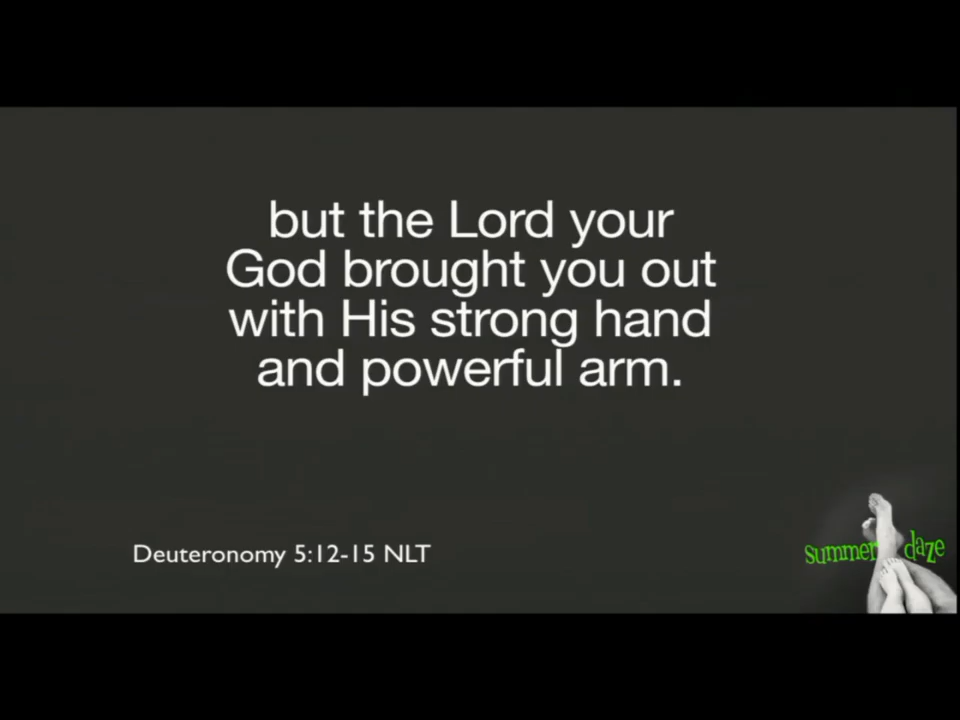 but the Lord your
God brought you out
with His strong hand
and powerful arm.
Deuteronomy 5:12-15 NLT
summer daze